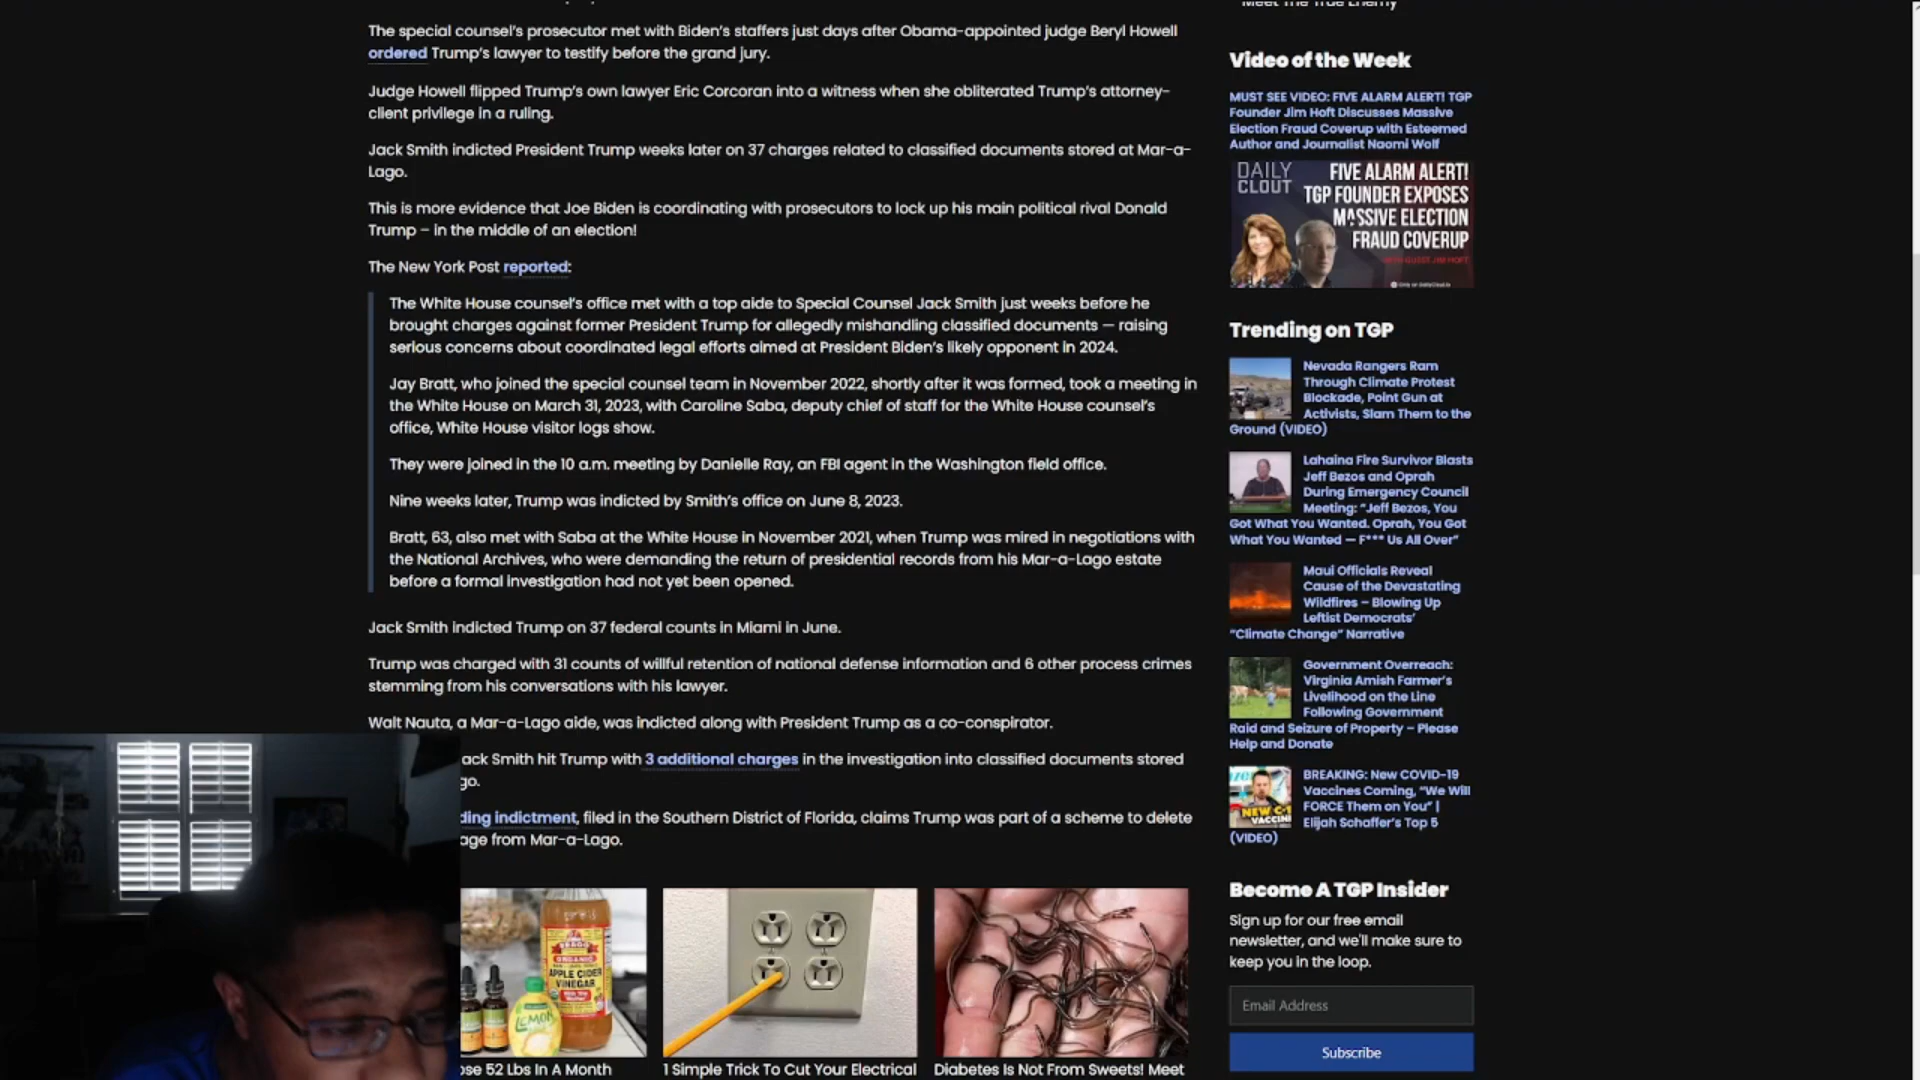 The special counsel's prosecutor met with Biden's staffers just days after Obama-appointed judge Beryl Howell
ordered Trump's lawyer to testify before the grand jury.
Judge Howell flipped Trump's own lawyer Eric Corcoran into a witness when she obliterated Trump's attorney-
client privilege in a ruling.
Jack Smith indicted President Trump weeks later on 37 charges related to classified documents stored at Mar-a-
Lago.
This is more evidence that Joe Biden is coordinating with prosecutors to lock up his main political rival Donald
Trump – in the middle of an election!
The New York Post reported:
The White House counsel's office met with a top aide to Special Counsel Jack Smith just weeks before he
brought charges against former President Trump for allegedly mishandling classified documents — raising
serious concerns about coordinated legal efforts aimed at President Biden's likely opponent in 2024.
Jay Bratt, who joined the special counsel team in November 2022, shortly after it was formed, took a meeting in
the White House on March 31, 2023, with Caroline Saba, deputy chief of staff for the White House counsel's
office, White House visitor logs show.
They were joined in the 10 a.m. meeting by Danielle Ray, an FBI agent in the Washington field office.
Nine weeks later, Trump was indicted by Smith's office on June 8, 2023.
Bratt, 63, also met with Saba at the White House in November 2021, when Trump was mired in negotiations with
the National Archives, who were demanding the return of presidential records from his Mar-a-Lago estate
before a formal investigation had not yet been opened.
Jack Smith indicted Trump on 37 federal counts in Miami in June.
Trump was charged with 31 counts of willful retention of national defense information and 6 other process crimes
stemming from his conversations with his lawyer.
Walt Nauta, a Mar-a-Lago aide, was indicted along with President Trump as a co-conspirator.
ack Smith hit Trump with 3 additional charges in the investigation into classified documents stored
go.
ding indictment, filed in the Southern District of Florida, claims Trump was part of a scheme to delete
age from Mar-a-Lago.
BRAGG
ORGANIC
APPLE CIDER
VINEGAR
LEMON
ose 52 Lbs In A Month
1 Simple Trick To Cut Your Electrical
Diabetes Is Not From Sweets! Meet
Meet The True Enemy
Video of the Week
MUST SEE VIDEO: FIVE ALARM ALERT! TGP
Founder Jim Hoft Discusses Massive
Election Fraud Coverup with Esteemed
Author and Journalist Naomi Wolf
DAILY
CLOUT
FIVE ALARM ALERT!
TGP FOUNDER EXPOSES
MASSIVE ELECTION
FRAUD COVERUP
WITH GUEST JIM HOFT
Only on DailyClout.io
Trending on TGP
Nevada Rangers Ram
Through Climate Protest
Blockade, Point Gun at
Activists, Slam Them to the
Ground (VIDEO)
Lahaina Fire Survivor Blasts
Jeff Bezos and Oprah
During Emergency Council
Meeting: "Jeff Bezos, You
Got What You Wanted. Oprah, You Got
What You Wanted — F*** Us All Over"
Maui Officials Reveal
Cause of the Devastating
Wildfires – Blowing Up
Leftist Democrats'
"Climate Change" Narrative
Government Overreach:
Virginia Amish Farmer's
Livelihood on the Line
Following Government
Raid and Seizure of Property – Please
Help and Donate
NEW C-1
VACCIN
BREAKING: New COVID-19
Vaccines Coming, "We Will
FORCE Them on You" |
Elijah Schaffer's Top 5
(VIDEO)
Become A TGP Insider
Sign up for our free email
newsletter, and we'll make sure to
keep you in the loop.
Email Address
Subscribe